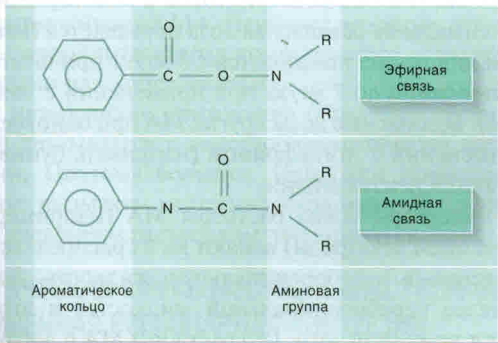 O
R
C
O
N
R
Эфирная
связь
O
R
N
C
N
R
Амидная
связь
Ароматическое
кольцо
Аминовая
группа